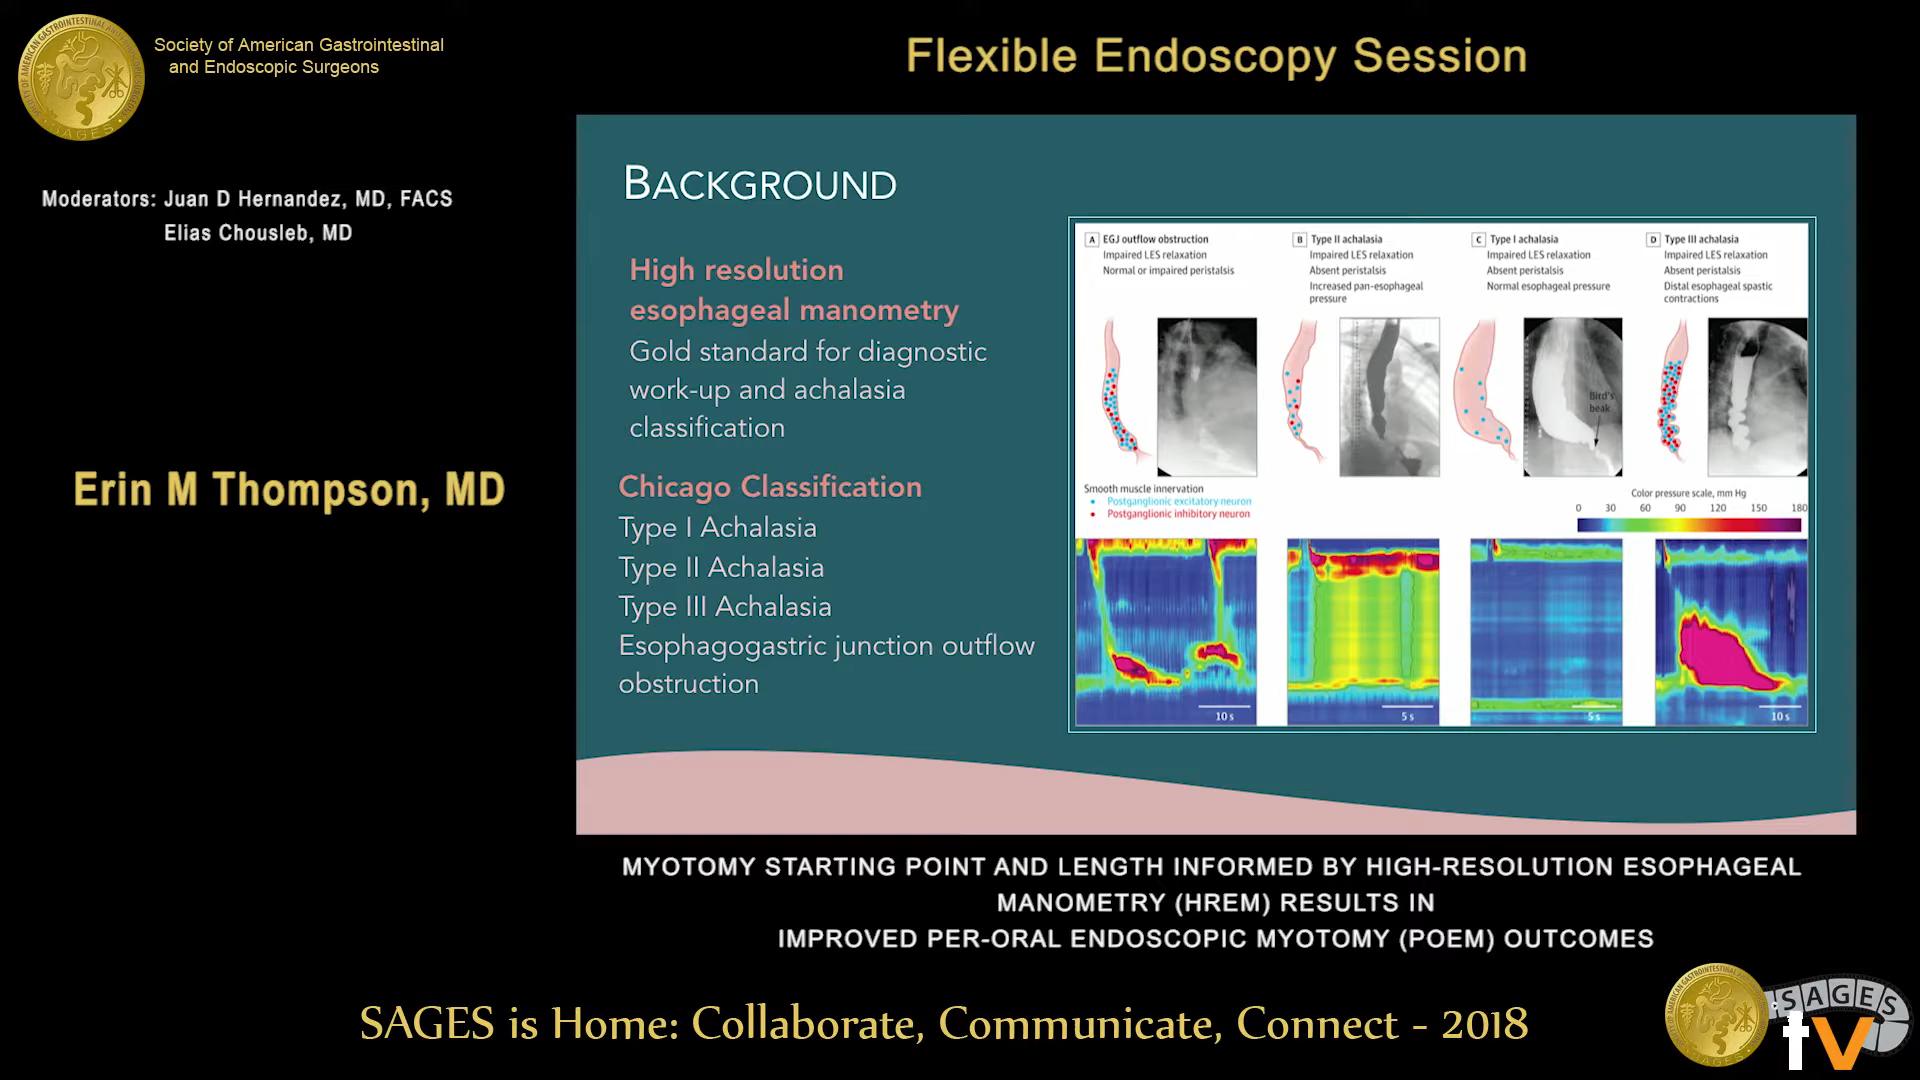 Society of American Gastrointestinal
and Endoscopic Surgeons
Flexible Endoscopy Session
Moderators: Juan D Hernandez, MD, FACS
Elias Chousleb, MD
Erin M Thompson, MD
BACKGROUND
High resolution
esophageal manometry
Gold standard for diagnostic
work-up and achalasia
classification
Chicago Classification
Type I Achalasia
Type II Achalasia
Type III Achalasia
Esophagogastric junction outflow
obstruction
A EGJ outflow obstruction
Impaired LES relaxation
Normal or impaired peristalsis
B Type II achalasia
Impaired LES relaxation
Absent peristalsis
Increased pan-esophageal
pressure
C Type I achalasia
Impaired LES relaxation
Absent peristalsis
Normal esophageal pressure
D Type III achalasia
Impaired LES relaxation
Absent peristalsis
Distal esophageal spastic
contractions
Bird's
beak
Smooth muscle innervation
Postganglionic excitatory neuron
Postganglionic inhibitory neuron
Color pressure scale, mm Hg
0 30 60 90 120 150 180
10 s
5 s
5 s
10 s
MYOTOMY STARTING POINT AND LENGTH INFORMED BY HIGH-RESOLUTION ESOPHAGEAL
MANOMETRY (HREM) RESULTS IN
IMPROVED PER-ORAL ENDOSCOPIC MYOTOMY (POEM) OUTCOMES
SAGES is Home: Collaborate, Communicate, Connect - 2018
SAGES
tv